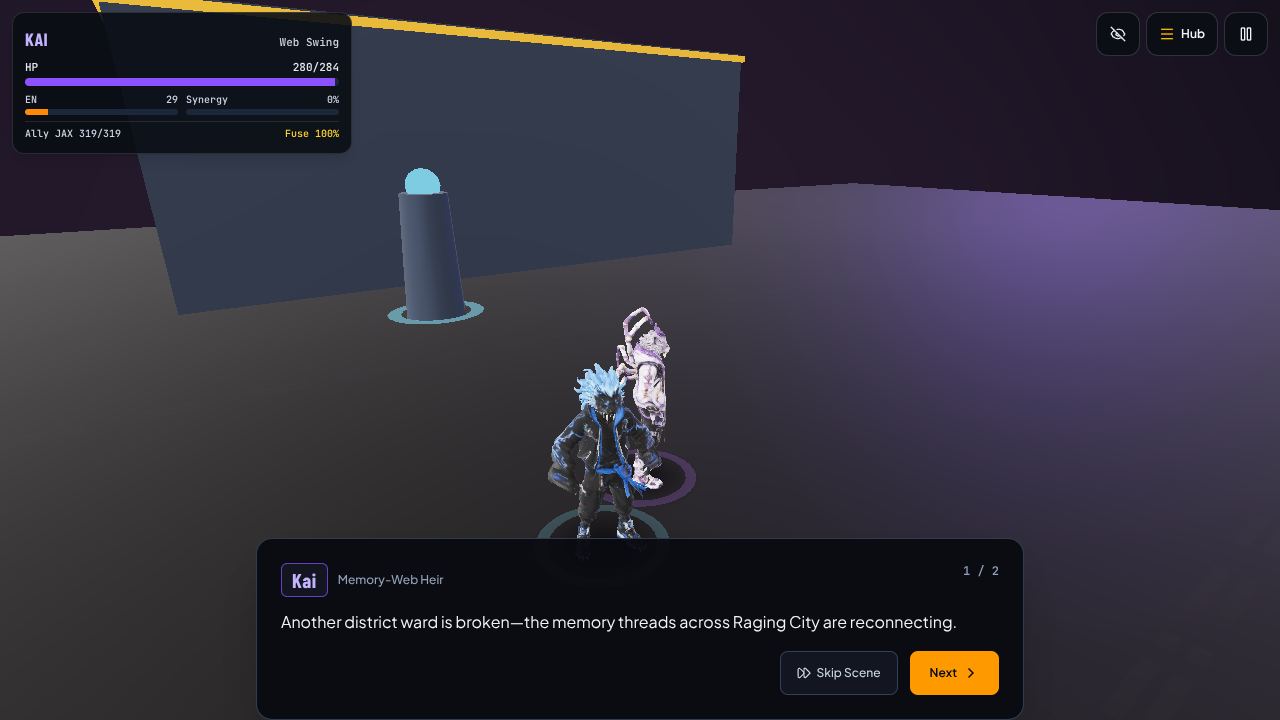 KAI
Web Swing
HP 280/284
EN 29 Synergy 0%
Ally JAX 319/319 Fuse 100%
Hub
Kai Memory-Web Heir 1 / 2
Another district ward is broken—the memory threads across Raging City are reconnecting.
Skip Scene Next